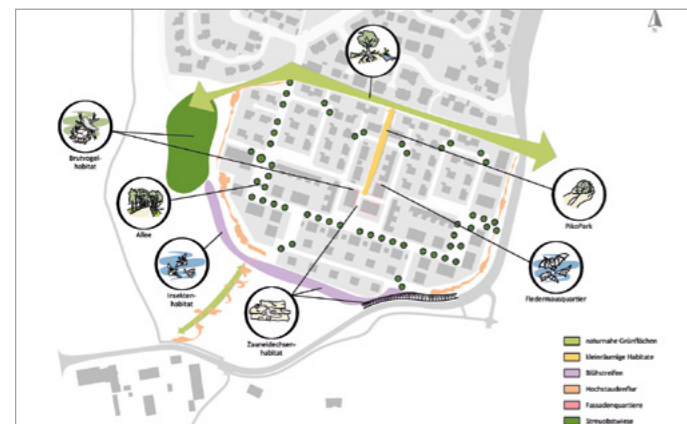 N
Brutvogel-
habitat
Allee
Insekten-
habitat
Zauneidechsen-
habitat
PikoPark
Fledermausquartier
naturnahe Grünflächen
kleinräumige Habitate
Blühstreifen
Hochstaudenflur
Fassadenquartiere
Streuobstwiese